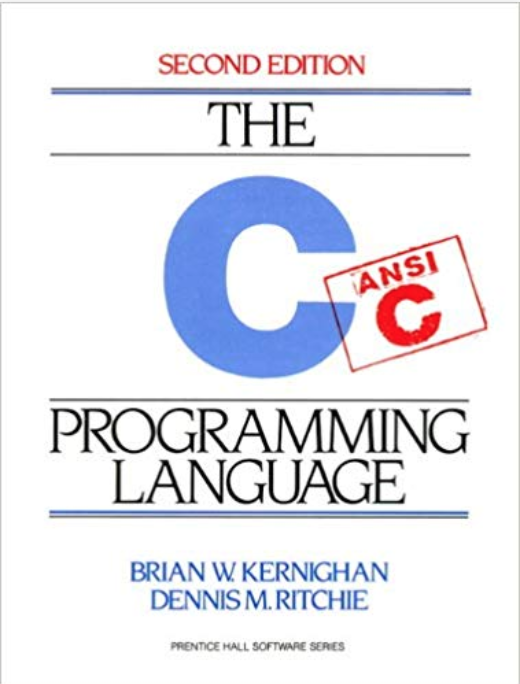 SECOND EDITION
THE
C
ANSI
C
PROGRAMMING
LANGUAGE
BRIAN W. KERNIGHAN
DENNIS M. RITCHIE
PRENTICE HALL SOFTWARE SERIES